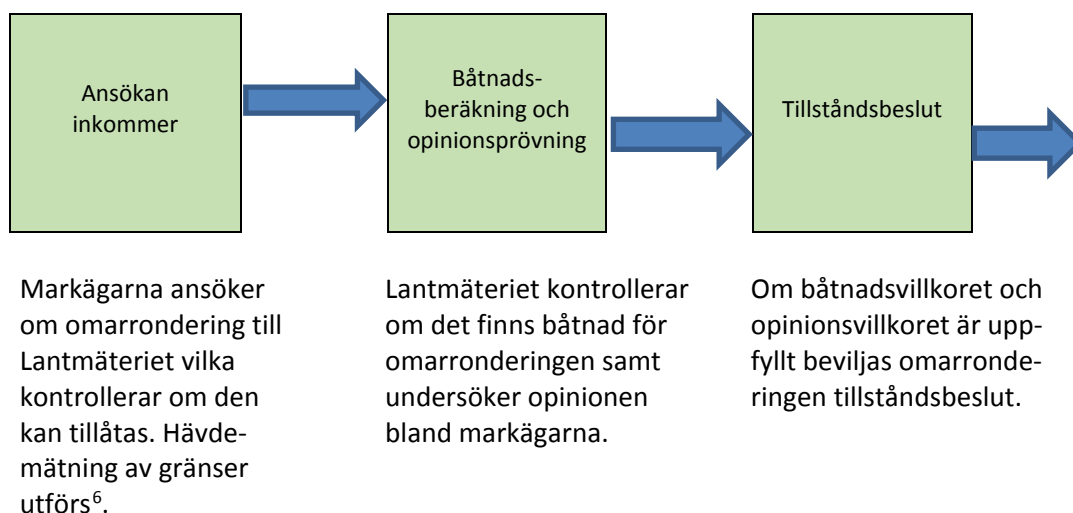 Ansökan
inkommer
Båtnads-
beräkning och
opinionsprövning
Tillståndsbeslut
Markägarna ansöker
om omarrondering till
Lantmäteriet vilka
kontrollerar om den
kan tillåtas. Hävde-
mätning av gränser
utförs⁶.
Lantmäteriet kontrollerar
om det finns båtnad för
omarronderingen samt
undersöker opinionen
bland markägarna.
Om båtnadsvillkoret och
opinionsvillkoret är upp-
fyllt beviljas omarronde-
ringen tillståndsbeslut.